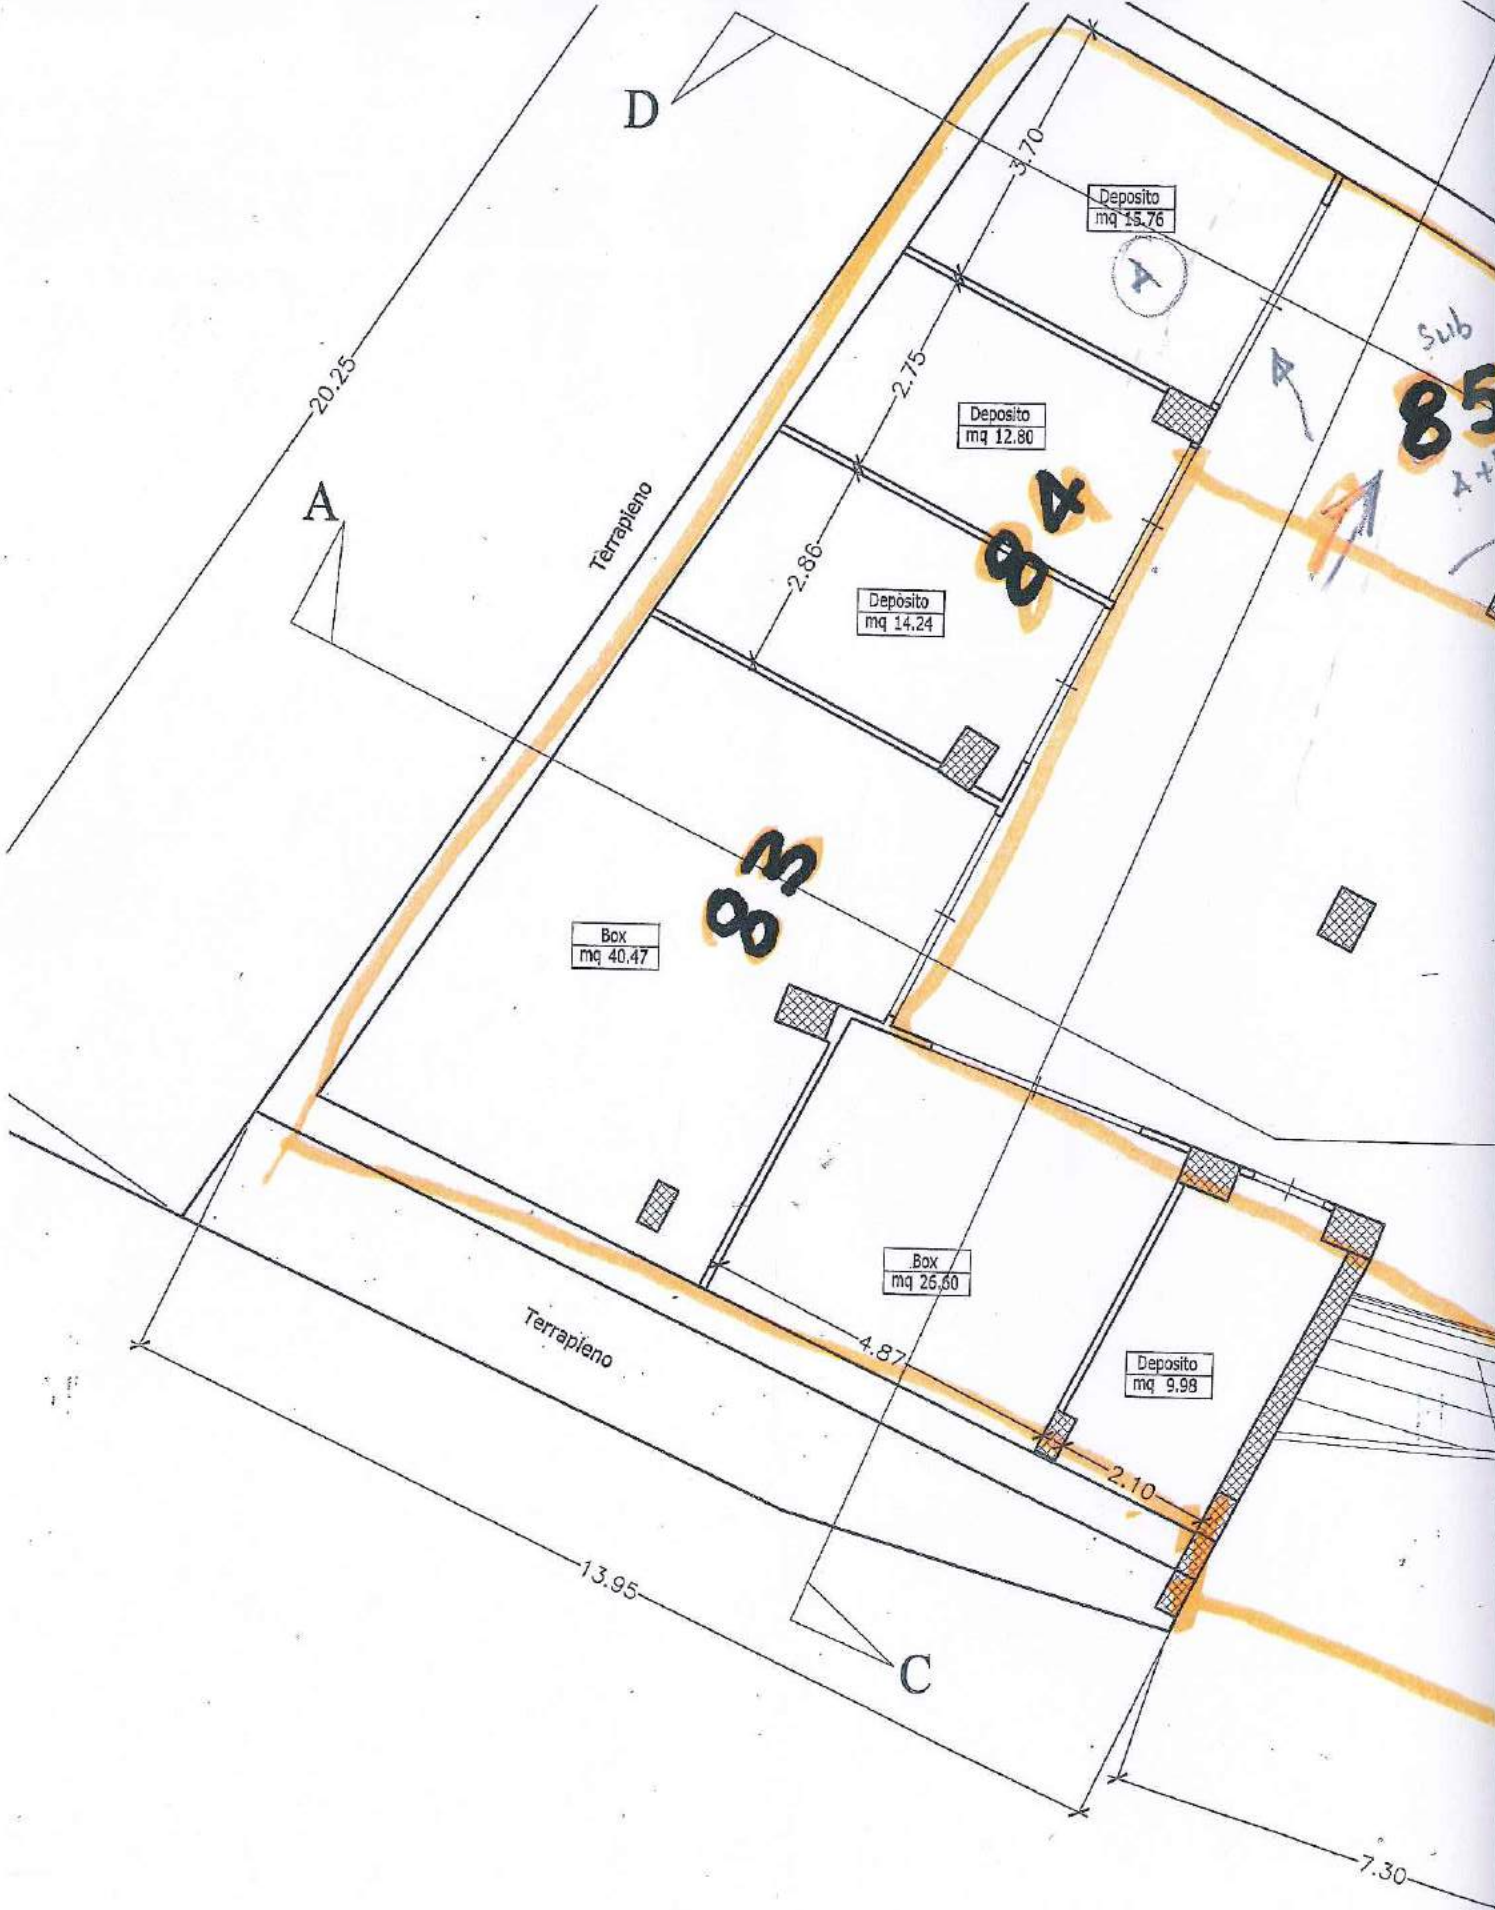 D
3.70
Deposito
mq 15.76
A
Sub
85
20.25
2.75
Deposito
mq 12.80
A
Terrapieno
84
2.86
Deposito
mq 14.24
83
Box
mq 40.47
Box
mq 26.60
Terrapieno
4.87
Deposito
mq 9.98
2.10
13.95
C
7.30